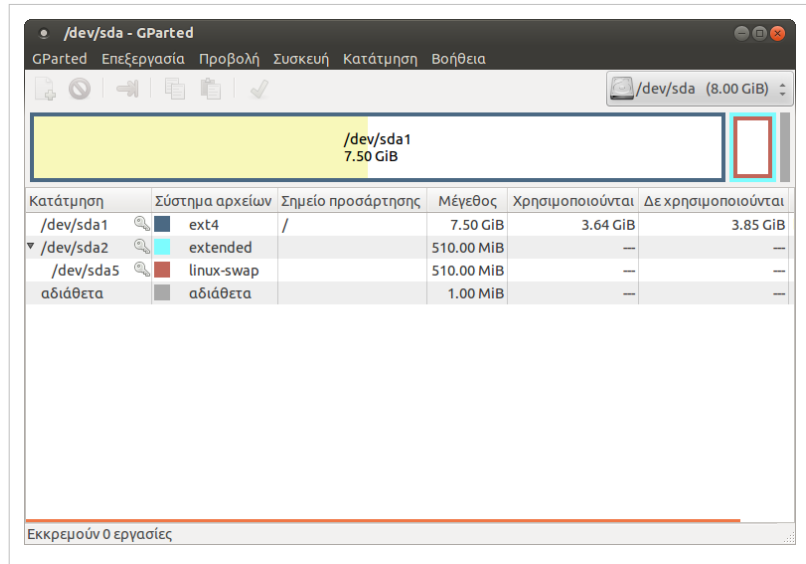 /dev/sda - GParted
GParted Επεξεργασία Προβολή Συσκευή Κατάτμηση Βοήθεια
/dev/sda (8.00 GiB)
/dev/sda1
7.50 GiB
Κατάτμηση Σύστημα αρχείων Σημείο προσάρτησης Μέγεθος Χρησιμοποιούνται Δε χρησιμοποιούνται
/dev/sda1 ext4 / 7.50 GiB 3.64 GiB 3.85 GiB
/dev/sda2 extended 510.00 MiB --- ---
/dev/sda5 linux-swap 510.00 MiB --- ---
αδιάθετα αδιάθετα 1.00 MiB --- ---
Εκκρεμούν 0 εργασίες